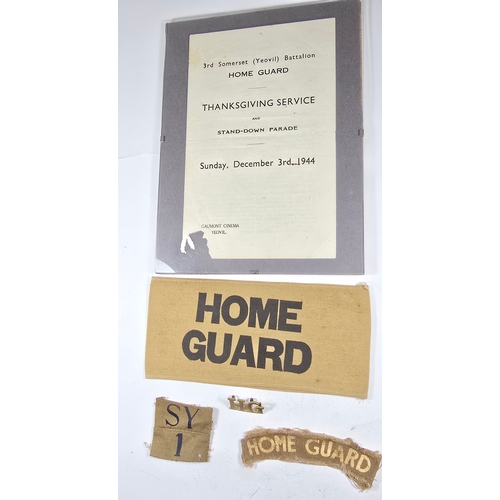 3rd Somerset (Yeovil) Battalion
HOME GUARD
THANKSGIVING SERVICE
AND
STAND-DOWN PARADE
Sunday, December 3rd, 1944
GAUMONT CINEMA
YEOVIL.
HOME
GUARD
HG
SY
1
HOME GUARD